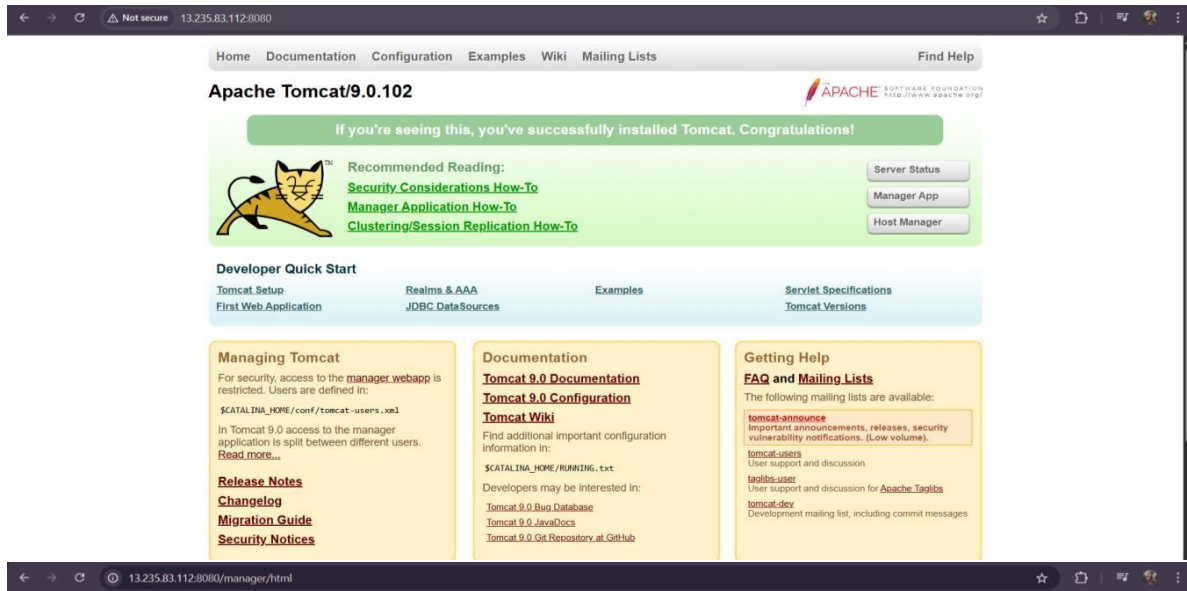 Not secure 13.235.83.112:8080
Home Documentation Configuration Examples Wiki Mailing Lists Find Help
Apache Tomcat/9.0.102
THE
APACHE SOFTWARE FOUNDATION
http://www.apache.org/
If you're seeing this, you've successfully installed Tomcat. Congratulations!
TM
Recommended Reading:
Security Considerations How-To
Manager Application How-To
Clustering/Session Replication How-To
Server Status
Manager App
Host Manager
Developer Quick Start
Tomcat Setup
First Web Application
Realms & AAA
JDBC DataSources
Examples
Servlet Specifications
Tomcat Versions
Managing Tomcat
For security, access to the manager webapp is
restricted. Users are defined in:
$CATALINA_HOME/conf/tomcat-users.xml
In Tomcat 9.0 access to the manager
application is split between different users.
Read more...
Release Notes
Changelog
Migration Guide
Security Notices
Documentation
Tomcat 9.0 Documentation
Tomcat 9.0 Configuration
Tomcat Wiki
Find additional important configuration
information in:
$CATALINA_HOME/RUNNING.txt
Developers may be interested in:
Tomcat 9.0 Bug Database
Tomcat 9.0 JavaDocs
Tomcat 9.0 Git Repository at GitHub
Getting Help
FAQ and Mailing Lists
The following mailing lists are available:
tomcat-announce
Important announcements, releases, security
vulnerability notifications. (Low volume).
tomcat-users
User support and discussion
taglibs-user
User support and discussion for Apache Taglibs
tomcat-dev
Development mailing list, including commit messages
13.235.83.112:8080/manager/html